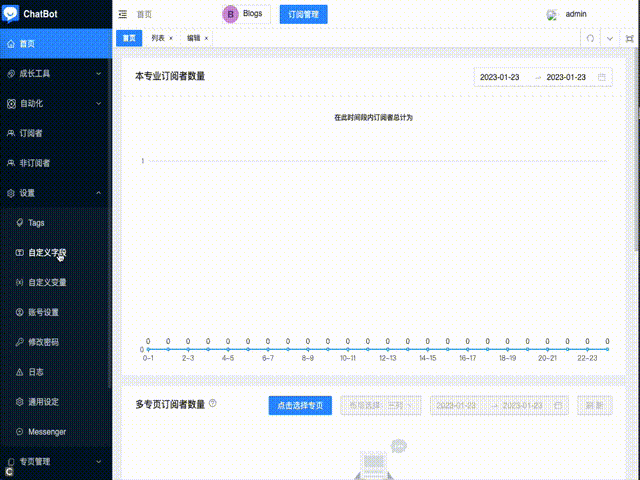 ChatBot
首页
Blogs
订阅管理
admin
首页
列表 ×
编辑 ×
首页
成长工具
自动化
订阅者
非订阅者
设置
Tags
自定义字段
自定义变量
账号设置
修改密码
日志
通用设定
Messenger
专页管理
本专业订阅者数量
2023-01-23 → 2023-01-23
在此时间段内订阅者总计为
1
0 0 0 0 0 0 0 0 0 0 0 0 0 0 0 0 0 0 0 0 0 0 0 0
0
0-1 2-3 4-5 6-7 8-9 10-11 12-13 14-15 16-17 18-19 20-21 22-23
多专页订阅者数量
点击选择专页
2023-01-23 → 2023-01-23
刷新